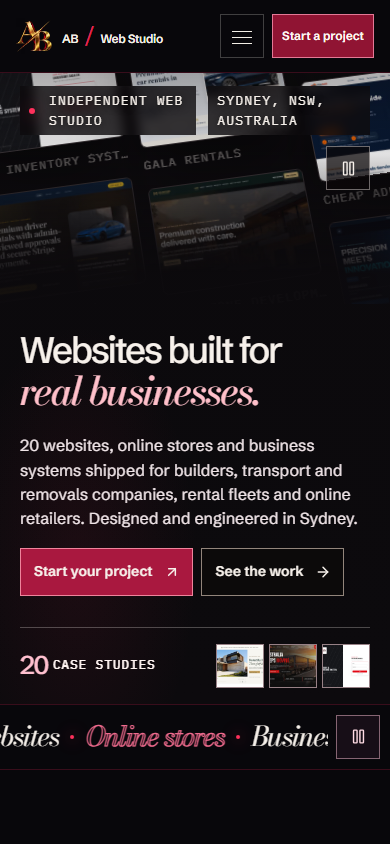 AB / Web Studio
Start a project
INDEPENDENT WEB
STUDIO
SYDNEY, NSW,
AUSTRALIA
INVENTORY SYST…
GALA RENTALS
CHEAP
Premium driver
Premium construction
delivered with care.
PRECISION
MEETS
Websites built for
real businesses.
20 websites, online stores and business
systems shipped for builders, transport and
removals companies, rental fleets and online
retailers. Designed and engineered in Sydney.
Start your project
See the work
20 CASE STUDIES
bsites · Online stores · Busine